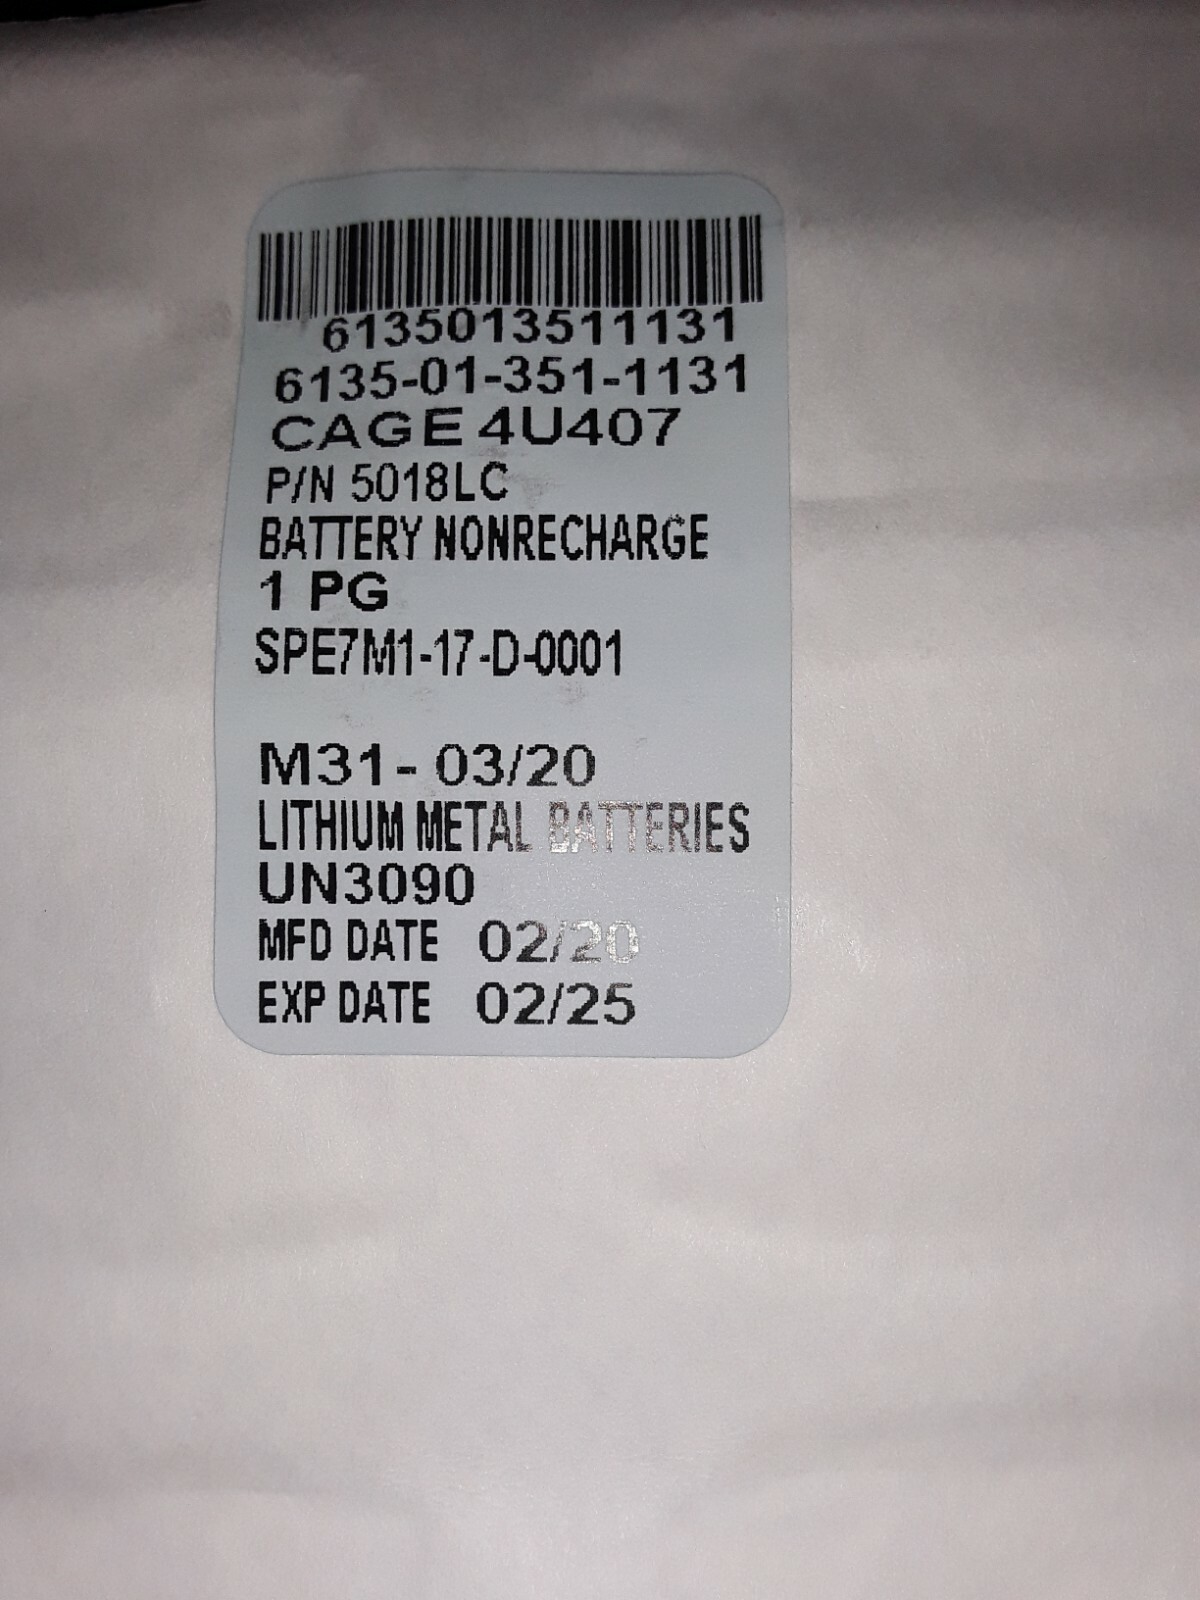 6135013511131
6135-01-351-1131
CAGE 4U407
P/N 5018LC
BATTERY NONRECHARGE
1 PG
SPE7M1-17-D-0001
M31- 03/20
LITHIUM METAL BATTERIES
UN3090
MFD DATE 02/20
EXP DATE 02/25